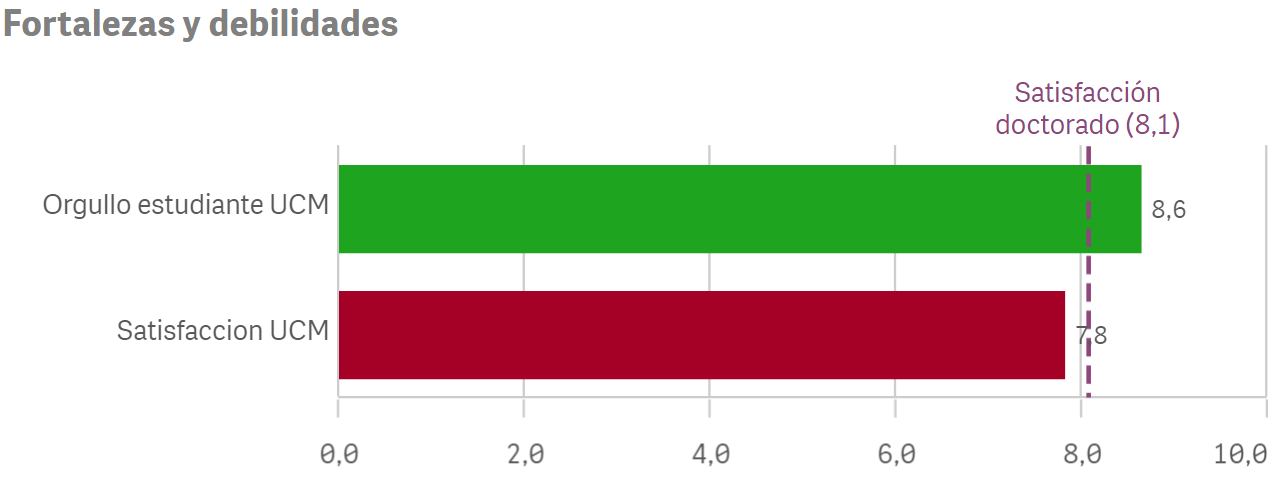 Fortalezas y debilidades
Satisfacción
doctorado (8,1)
Orgullo estudiante UCM
8,6
Satisfaccion UCM
7,8
0,0
2,0
4,0
6,0
8,0
10,0